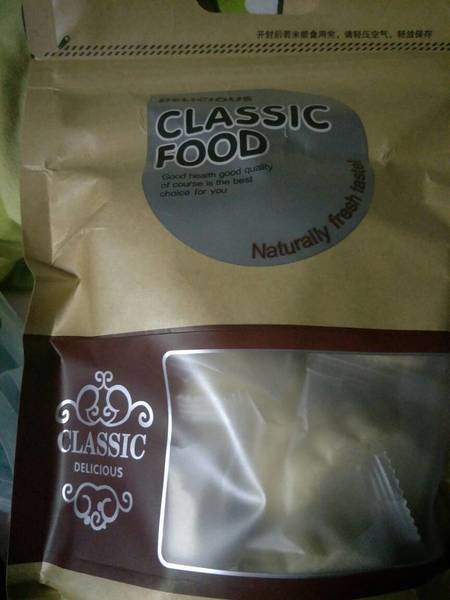 开封后若未能食用完，请轻压空气，轻放保存
DELICIOUS
CLASSIC
FOOD
Good health good quality
of course is the best
choice for you
Naturally fresh taste!
CLASSIC
DELICIOUS